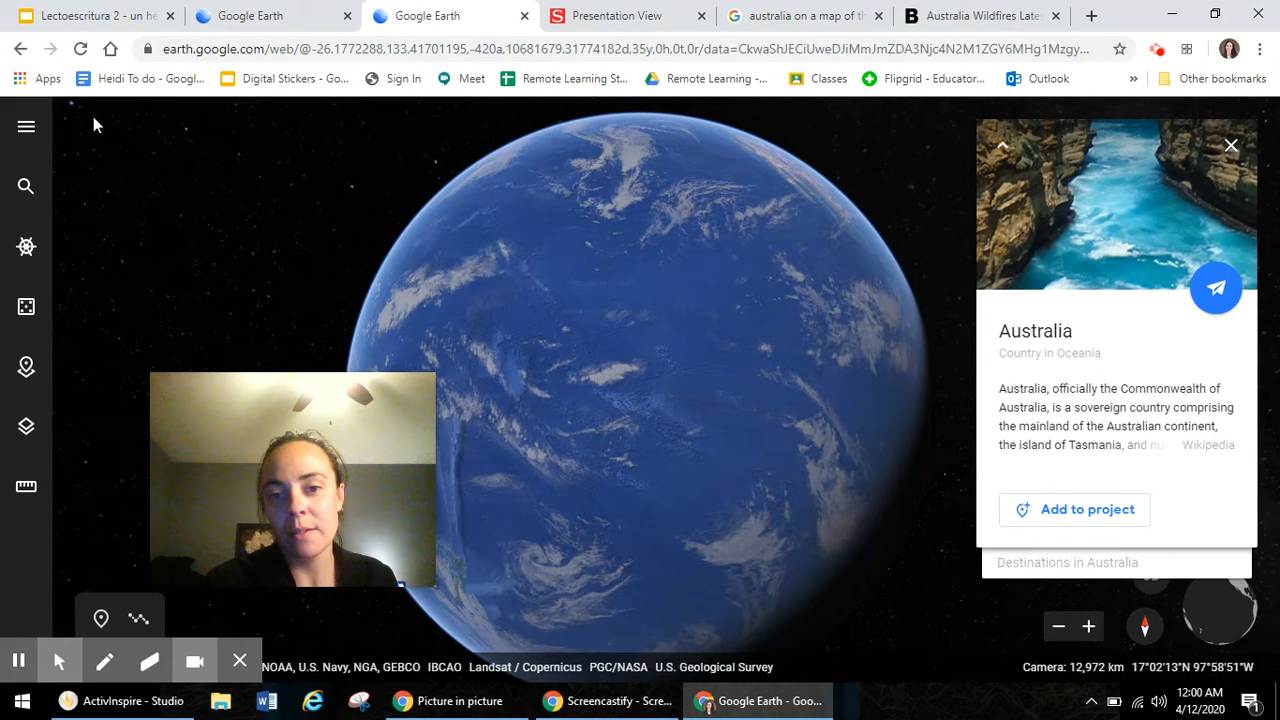 Lectoescritura 2 - un hé
Google Earth
Google Earth
Presentation View
australia on a map of th
Australia Wildfires Lates
earth.google.com/web/@-26.1772288,133.41701195,-420a,10681679.31774182d,35y,0h,0t,0r/data=CkwaShJECiUweDJiMmJmZDA3Njc4N2M1ZGY6MHg1Mzgy...
Apps
Heidi To do - Googl...
Digital Stickers - Go...
Sign In
Meet
Remote Learning St...
Remote Learning -...
Classes
Flipgrid - Educator...
Outlook
»
Other bookmarks
Australia
Country in Oceania
Australia, officially the Commonwealth of
Australia, is a sovereign country comprising
the mainland of the Australian continent,
the island of Tasmania, and nu Wikipedia
Add to project
Destinations in Australia
NOAA, U.S. Navy, NGA, GEBCO IBCAO Landsat / Copernicus PGC/NASA U.S. Geological Survey
Camera: 12,972 km 17°02'13"N 97°58'51"W
ActivInspire - Studio
Picture in picture
Screencastify - Scre...
Google Earth - Goo...
12:00 AM
4/12/2020